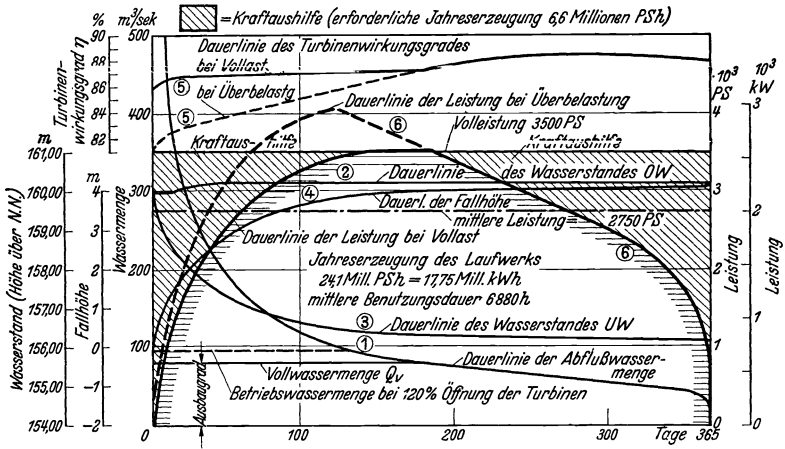 =Kraftaushilfe (erforderliche Jahreserzeugung 6,6 Millionen PSh)
% m³/sek
90
88
86
84
82
Turbinen-
wirkungsgrad η
500
400
300
200
100
Wassermenge
Dauerlinie des Turbinenwirkungsgrades
bei Vollast
⑤
bei Überbelastg
⑤
Dauerlinie der Leistung bei Überbelastung
⑥
Volleistung 3500 PS
Kraftaus-hilfe
Kraftaushilfe
②
Dauerlinie des Wasserstandes OW
④
Dauerl. der Fallhöhe
mittlere Leistung= 2750 PS
Dauerlinie der Leistung bei Vollast
⑥
Jahreserzeugung des Laufwerks
24,1 Mill. PSh = 17,75 Mill. kWh
mittlere Benutzungsdauer 6880h
③
Dauerlinie des Wasserstandes UW
①
Dauerlinie der Abflußwasser-
menge
Vollwassermenge Qv
Betriebswassermenge bei 120% Öffnung der Turbinen
Ausbaugrad
m
161,00
160,00
159,00
158,00
157,00
156,00
155,00
154,00
Wasserstand (Höhe über N.N.)
m
4
3
2
1
0
-1
-2
Fallhöhe
10³
PS
4
3
2
1
0
Leistung
10³
kW
3
2
1
0
Leistung
0 100 200 300 Tage 365